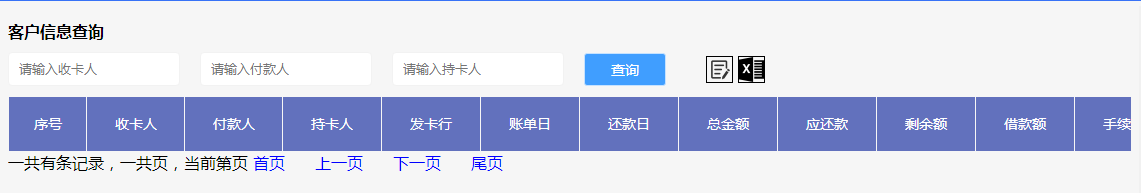 客户信息查询
请输入收卡人 请输入付款人 请输入持卡人 查询
序号 收卡人 付款人 持卡人 发卡行 账单日 还款日 总金额 应还款 剩余额 借款额 手续
一共有条记录，一共页，当前第页 首页 上一页 下一页 尾页